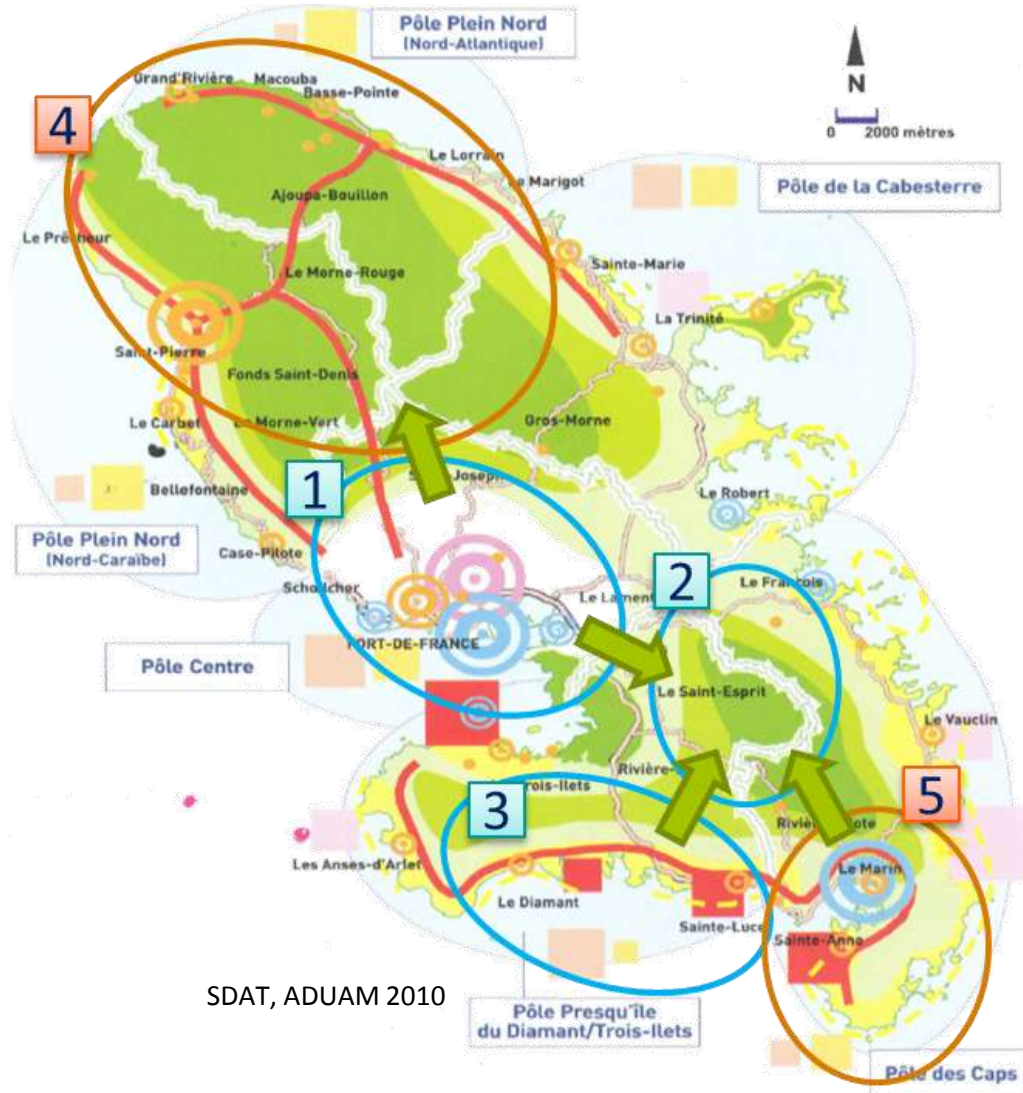 Pôle Plein Nord
(Nord-Atlantique)
N
0 2000 mètres
4
Grand'Rivière
Macouba
Basse-Pointe
Le Lorrain
Le Marigot
Pôle de la Cabesterre
Ajoupa-Bouillon
Le Prêcheur
Le Morne-Rouge
Sainte-Marie
La Trinité
Saint-Pierre
Fonds Saint-Denis
Le Carbet
Morne-Vert
Gros-Morne
1
Bellefontaine
Joseph
Le Robert
Pôle Plein Nord
(Nord-Caraïbe)
Case-Pilote
2
Le François
Schoelcher
Le Lament
FORT-DE-FRANCE
Pôle Centre
Le Saint-Esprit
Le Vauclin
Rivière
5
Trois-Ilets
3
Rivière
ote
Les Anses-d'Arlet
Le Marin
Le Diamant
Sainte-Luce
Sainte-Anne
SDAT, ADUAM 2010
Pôle Presqu'île
du Diamant/Trois-Ilets
Pôle des Caps